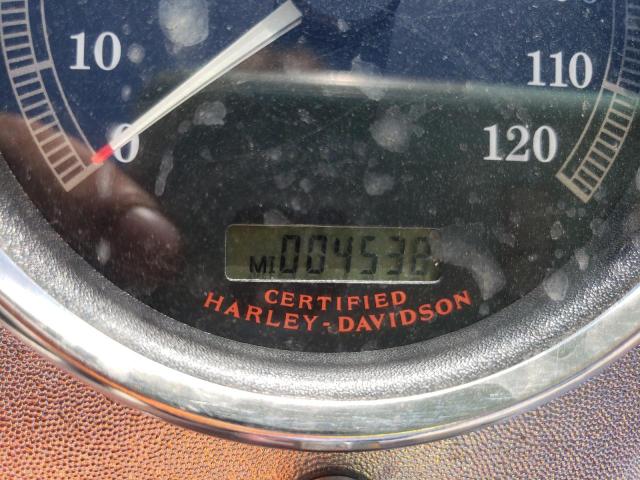 10
110
0
120
MI 004538
CERTIFIED
HARLEY-DAVIDSON